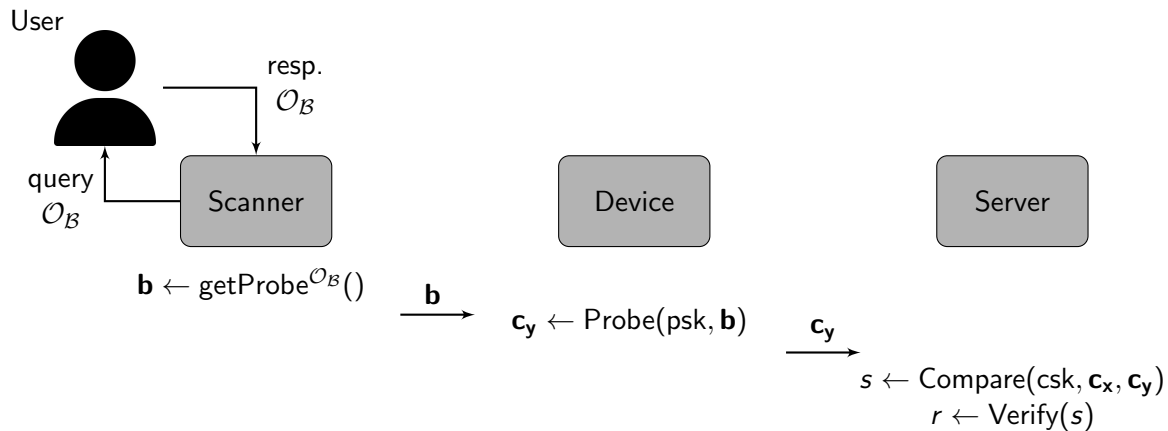 User
resp.
𝒪_ℬ
query
𝒪_ℬ
Scanner
Device
Server
𝐛 ← getProbe^{𝒪_ℬ}()
𝐛
𝐜_𝐲 ← Probe(psk, 𝐛)
𝐜_𝐲
s ← Compare(csk, 𝐜_𝐱, 𝐜_𝐲)
r ← Verify(s)